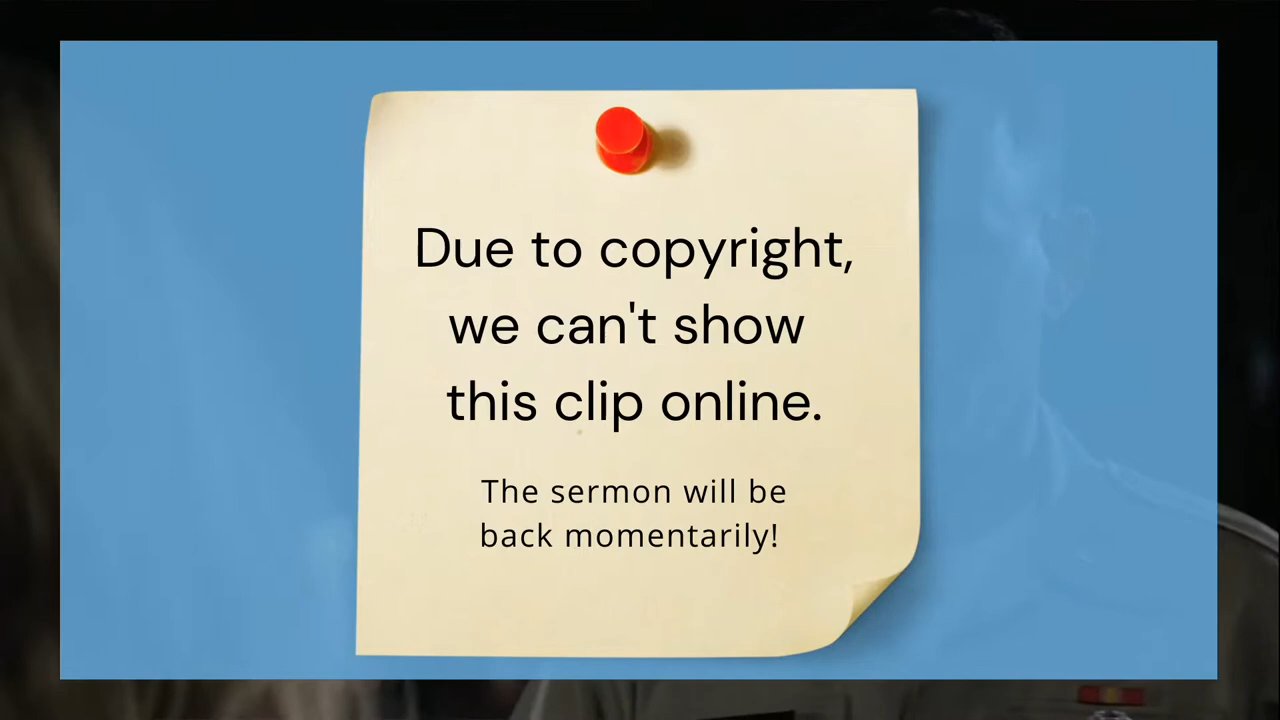 Due to copyright,
we can't show
this clip online.
The sermon will be
back momentarily!